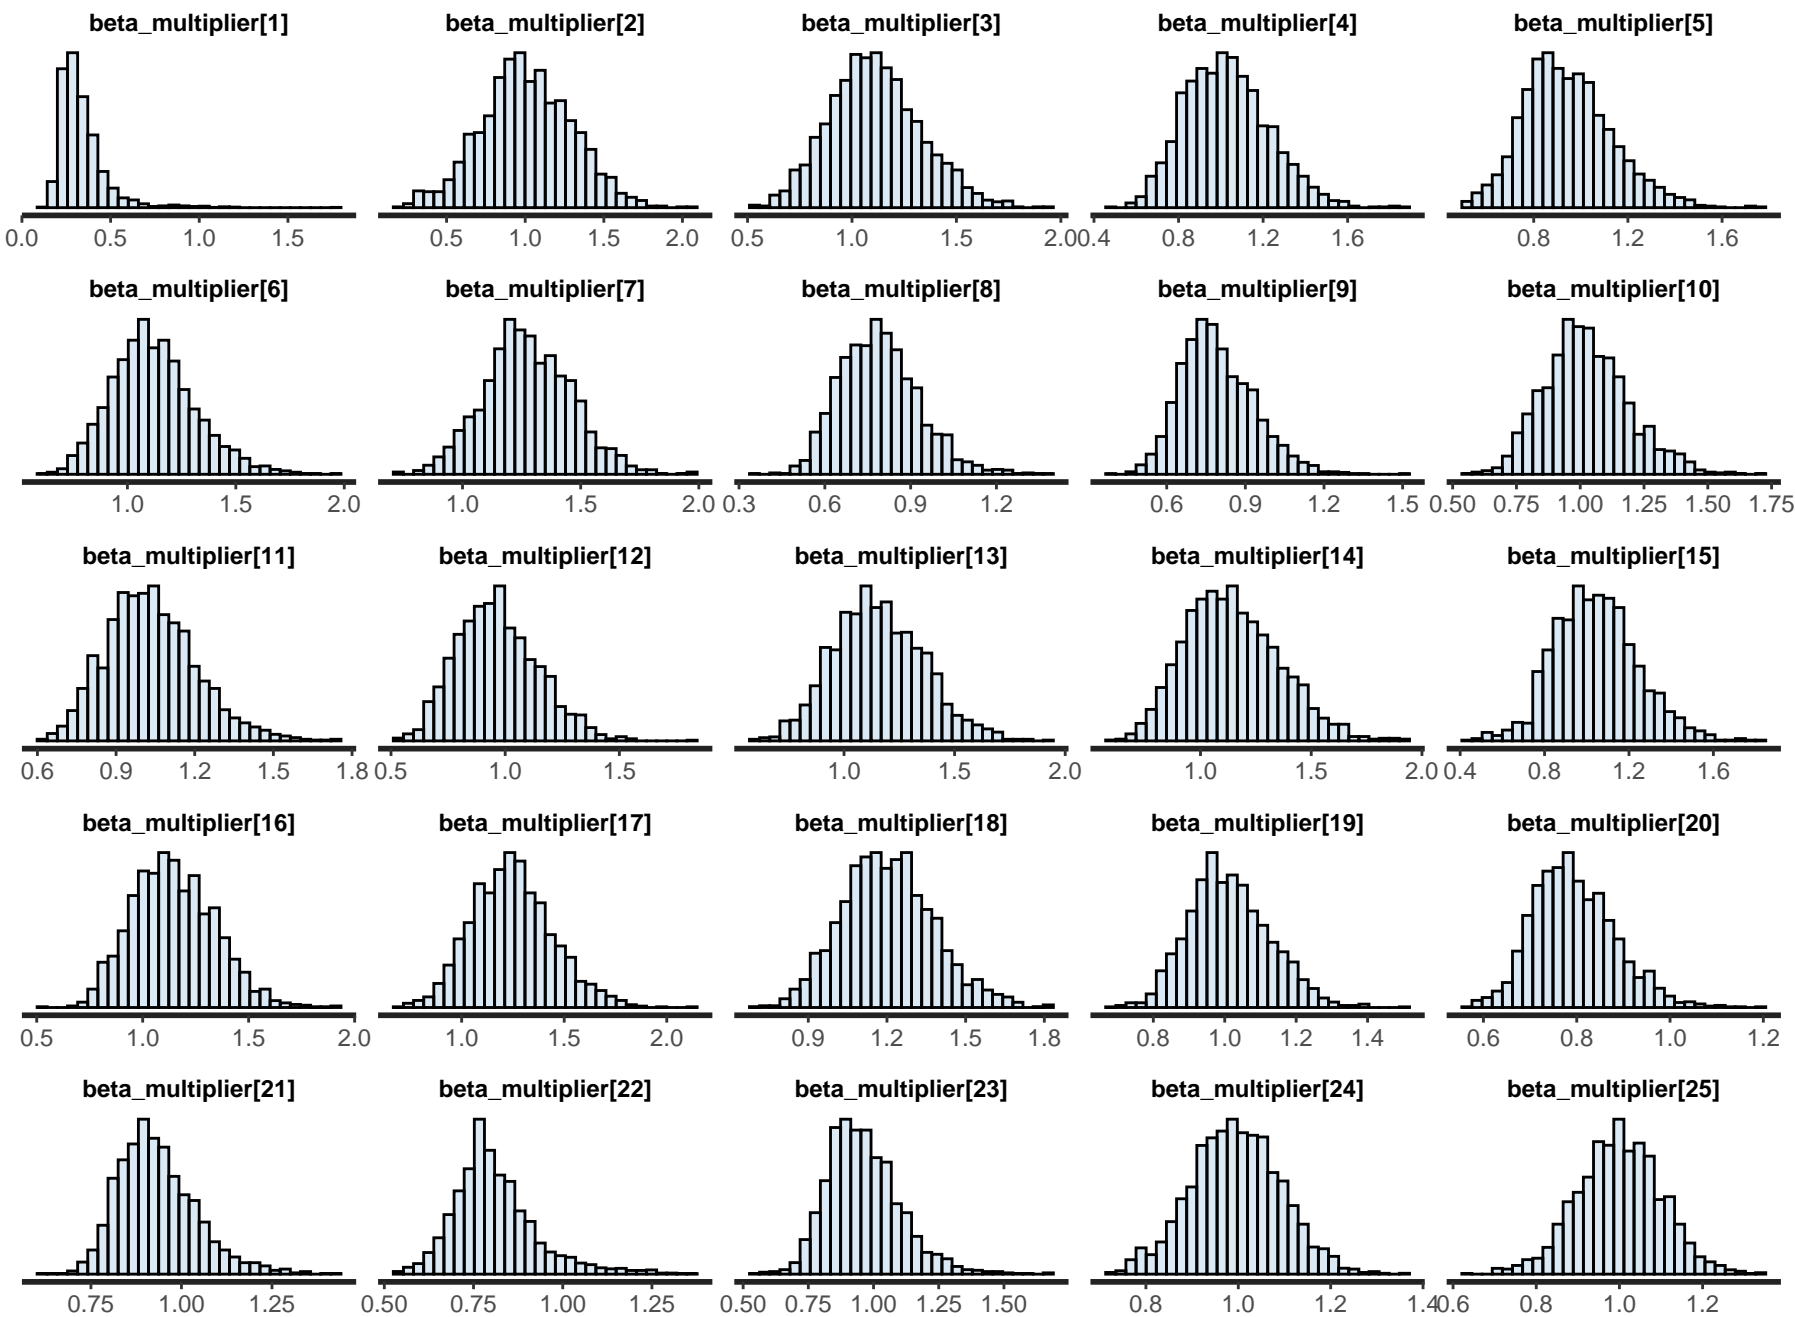 beta_multiplier[1] beta_multiplier[2] beta_multiplier[3] beta_multiplier[4] beta_multiplier[5]
0.0 0.5 1.0 1.5 0.5 1.0 1.5 2.0 0.5 1.0 1.5 2.0 0.4 0.8 1.2 1.6 0.8 1.2 1.6
beta_multiplier[6] beta_multiplier[7] beta_multiplier[8] beta_multiplier[9] beta_multiplier[10]
1.0 1.5 2.0 1.0 1.5 2.0 0.3 0.6 0.9 1.2 0.6 0.9 1.2 1.5 0.50 0.75 1.00 1.25 1.50 1.75
beta_multiplier[11] beta_multiplier[12] beta_multiplier[13] beta_multiplier[14] beta_multiplier[15]
0.6 0.9 1.2 1.5 1.8 0.5 1.0 1.5 1.0 1.5 2.0 1.0 1.5 2.0 0.4 0.8 1.2 1.6
beta_multiplier[16] beta_multiplier[17] beta_multiplier[18] beta_multiplier[19] beta_multiplier[20]
0.5 1.0 1.5 2.0 1.0 1.5 2.0 0.9 1.2 1.5 1.8 0.8 1.0 1.2 1.4 0.6 0.8 1.0 1.2
beta_multiplier[21] beta_multiplier[22] beta_multiplier[23] beta_multiplier[24] beta_multiplier[25]
0.75 1.00 1.25 0.50 0.75 1.00 1.25 0.50 0.75 1.00 1.25 1.50 0.8 1.0 1.2 1.4 0.6 0.8 1.0 1.2